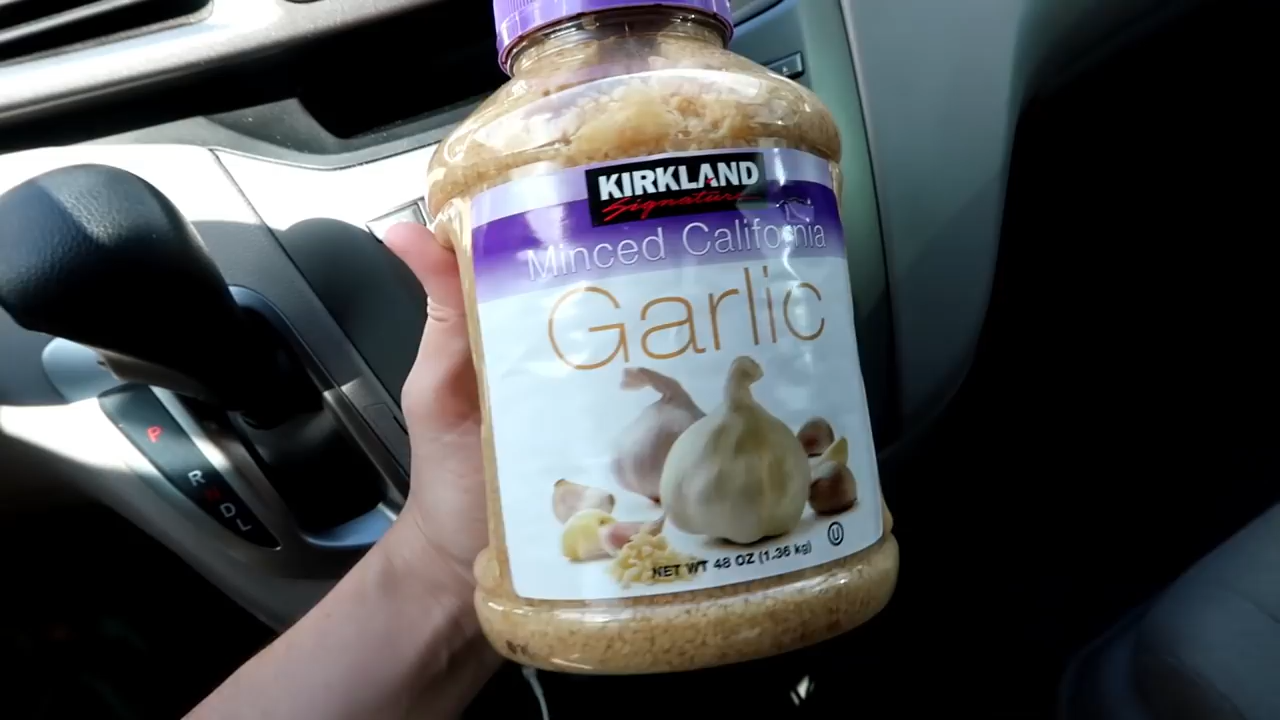 KIRKLAND
Signature
Minced California
Garlic
NET WT 48 OZ (1.36 kg)
U
P
R
N
D
L